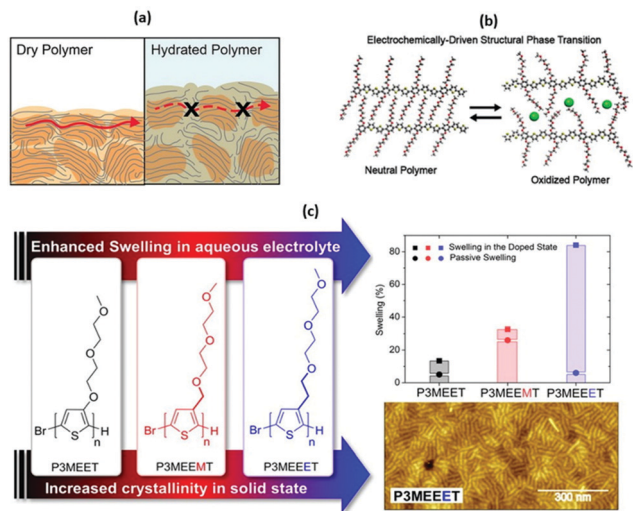 (a)
Dry Polymer
Hydrated Polymer
X
X
(b)
Electrochemically-Driven Structural Phase Transition
Neutral Polymer
Oxidized Polymer
(c)
Enhanced Swelling in aqueous electrolyte
O
O
O
Br
S
H
n
P3MEET
O
O
O
Br
S
H
n
P3MEEMT
O
O
O
Br
S
H
n
P3MEEET
Increased crystallinity in solid state
Swelling (%)
80
60
40
20
0
Swelling in the Doped State
Passive Swelling
P3MEET
P3MEEMT
P3MEEET
P3MEEET
300 nm